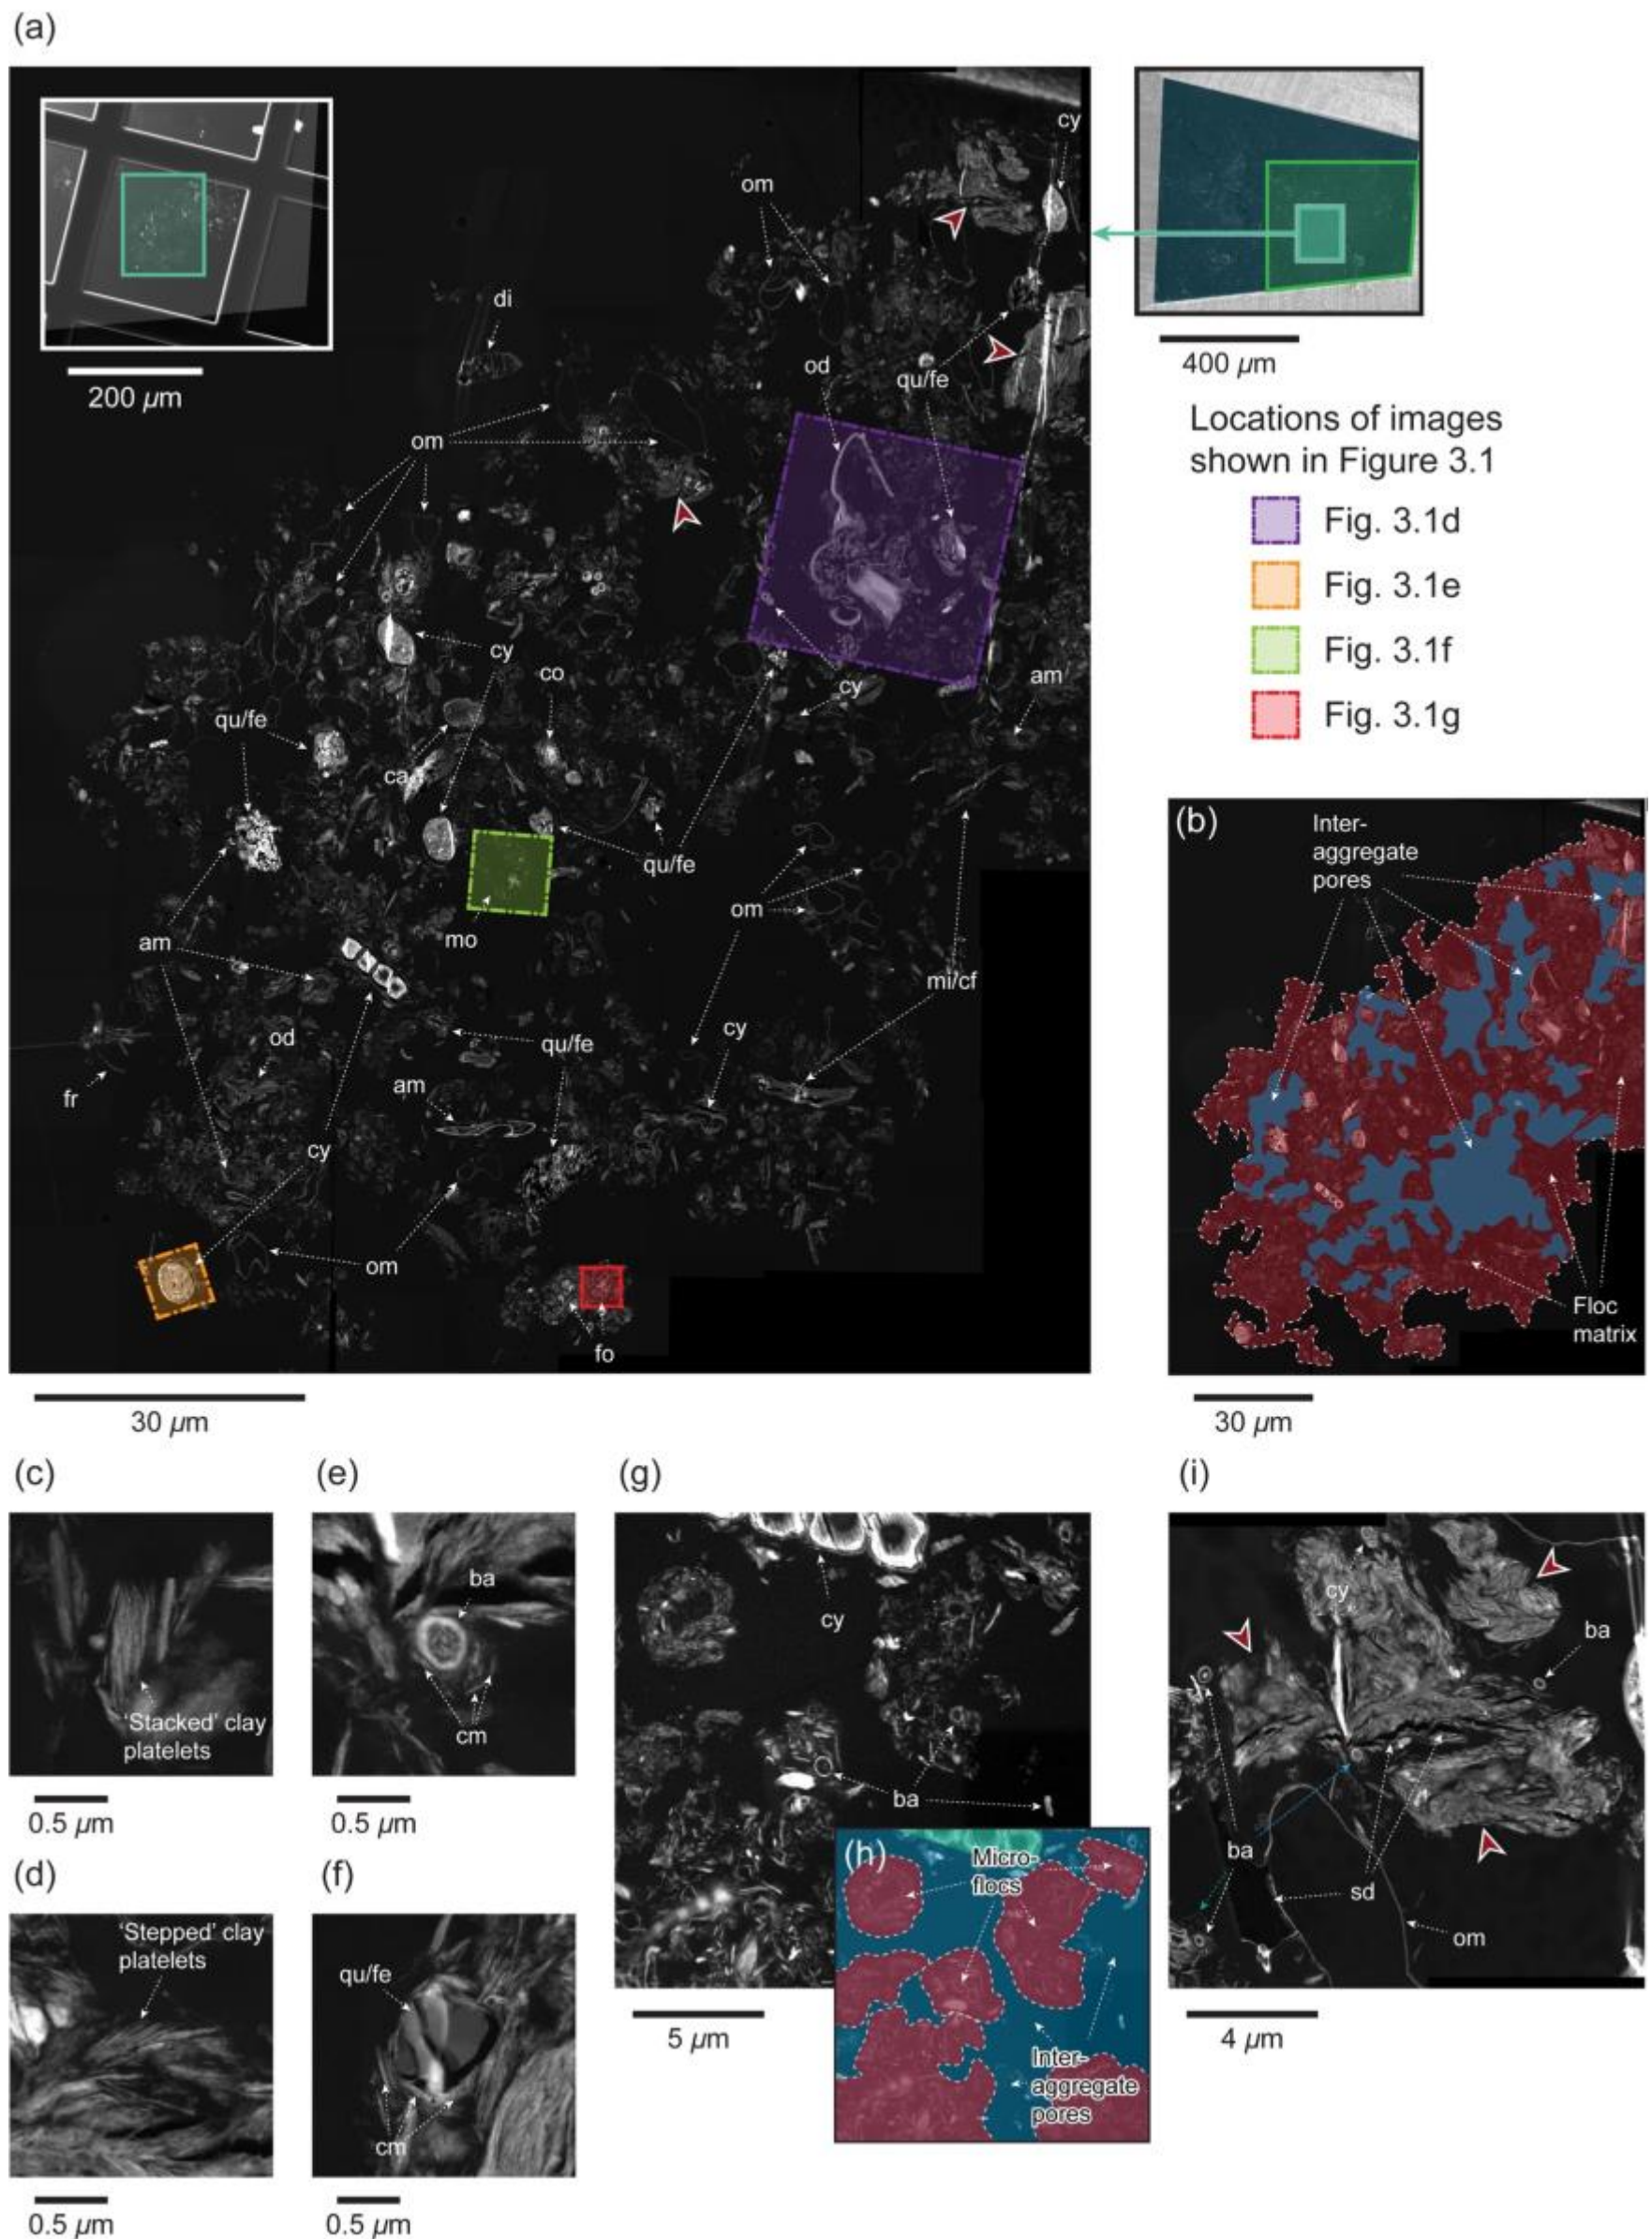 (a)
cy
om
di
200 µm
od
qu/fe
om
cy
co
cy
am
qu/fe
ca
qu/fe
om
am
mo
mi/cf
od
qu/fe
cy
am
fr
cy
om
fo
30 µm
400 µm
Locations of images
shown in Figure 3.1
Fig. 3.1d
Fig. 3.1e
Fig. 3.1f
Fig. 3.1g
(b)
Inter-
aggregate
pores
Floc
matrix
30 µm
(c)
'Stacked' clay
platelets
0.5 µm
(e)
ba
cm
0.5 µm
(d)
'Stepped' clay
platelets
0.5 µm
(f)
qu/fe
cm
0.5 µm
(g)
cy
ba
5 µm
(h)
Micro-
flocs
Inter-
aggregate
pores
(i)
cy
ba
ba
sd
om
4 µm